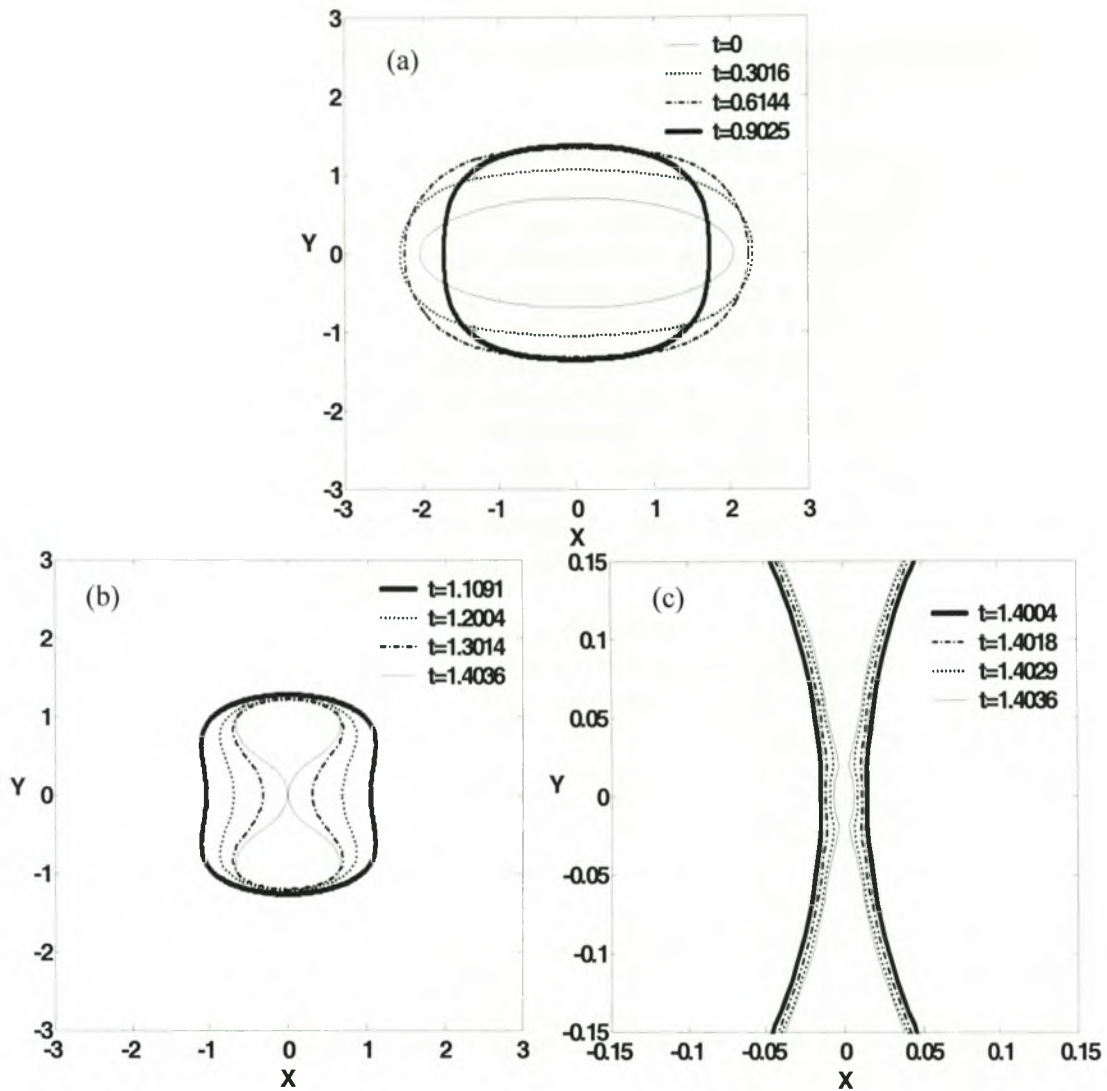 3
(a)
t=0
t=0.3016
2
t=0.6144
t=0.9025
1
Y 0
-1
-2
-3
-3 -2 -1 0 1 2 3
X
3
(b)
t=1.1091
t=1.2004
2
t=1.3014
t=1.4036
1
Y 0
-1
-2
-3
-3 -2 -1 0 1 2 3
X
0.15
(c)
t=1.4004
0.1
t=1.4018
t=1.4029
0.05
t=1.4036
Y 0
-0.05
-0.1
-0.15
-0.15 -0.1 -0.05 0 0.05 0.1 0.15
X